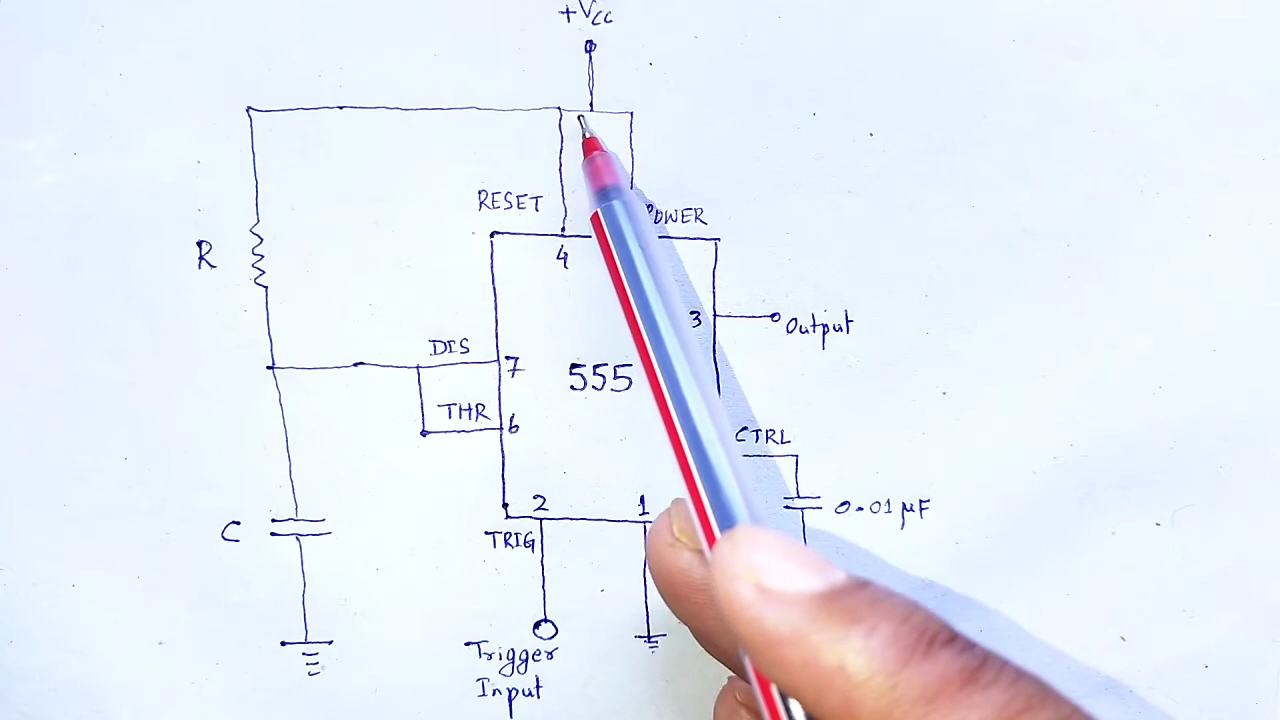 +VCC
RESET
POWER
4
R
3
Output
DIS
7
555
THR
6
CTRL
0.01 μF
2
1
C
TRIG
Trigger
Input